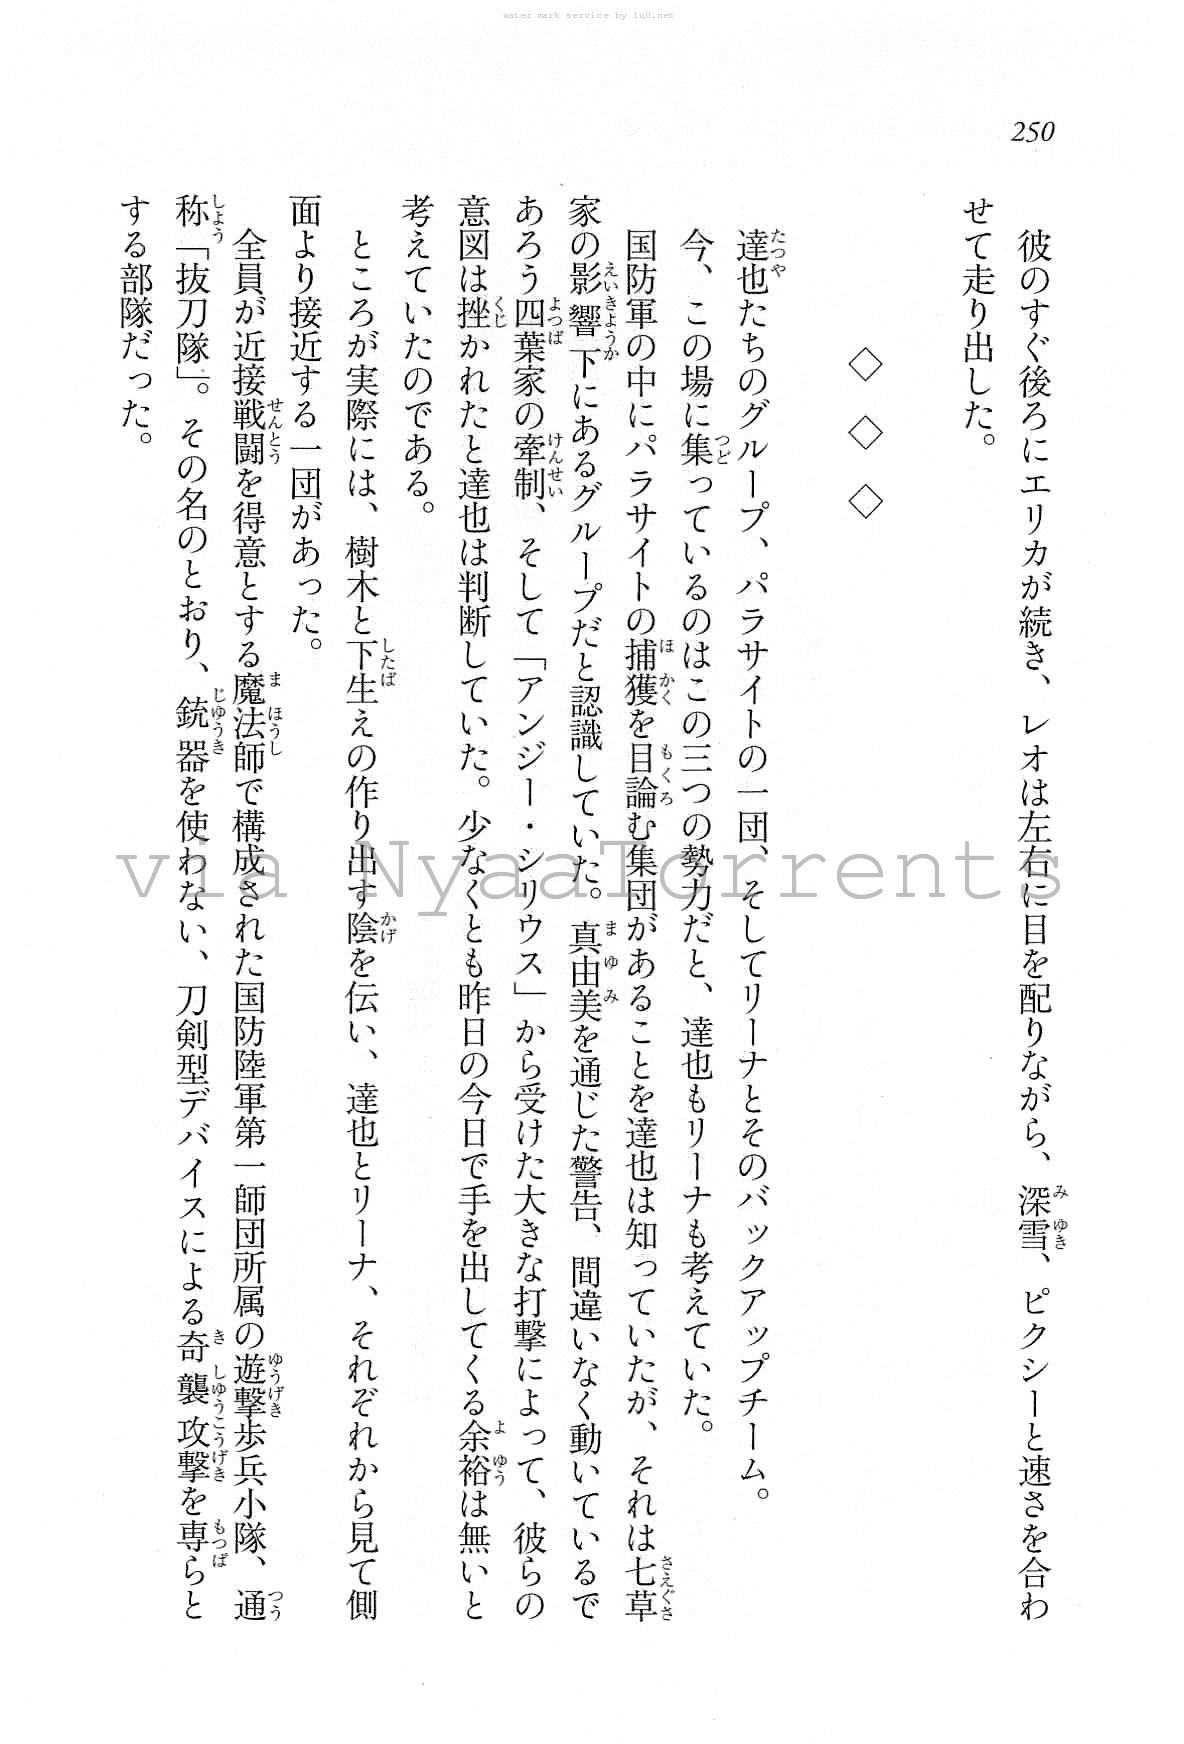 water mark service by lu0.net
250
彼のすぐ後ろにエリカが続き、レオは左右に目を配りながら、深雪、ピクシーと速さを合わ
せて走り出した。
◇ ◇ ◇
達也たちのグループ、パラサイトの一団、そしてリーナとそのバックアップチーム。
今、この場に集っているのはこの三つの勢力だと、達也もリーナも考えていた。
国防軍の中にパラサイトの捕獲を目論む集団があることを達也は知っていたが、それは七草
家の影響下にあるグループだと認識していた。真由美を通じた警告、間違いなく動いているで
あろう四葉家の牽制、そして「アンジー・シリウス」から受けた大きな打撃によって、彼らの
意図は挫かれたと達也は判断していた。少なくとも昨日の今日で手を出してくる余裕は無いと
考えていたのである。
ところが実際には、樹木と下生えの作り出す陰を伝い、達也とリーナ、それぞれから見て側
面より接近する一団があった。
全員が近接戦闘を得意とする魔法師で構成された国防陸軍第一師団所属の遊撃歩兵小隊、通
称「抜刀隊」。その名のとおり、銃器を使わない、刀剣型デバイスによる奇襲攻撃を専らと
する部隊だった。
via NyaaTorrents